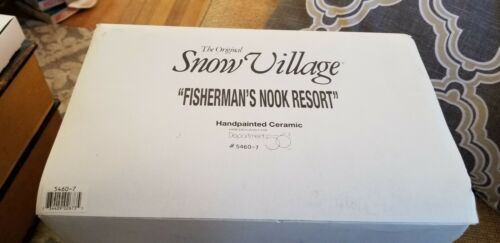 The Original
Snow Village
"FISHERMAN'S NOOK RESORT"
Handpainted Ceramic
Department 56
# 5460-7
5460-7